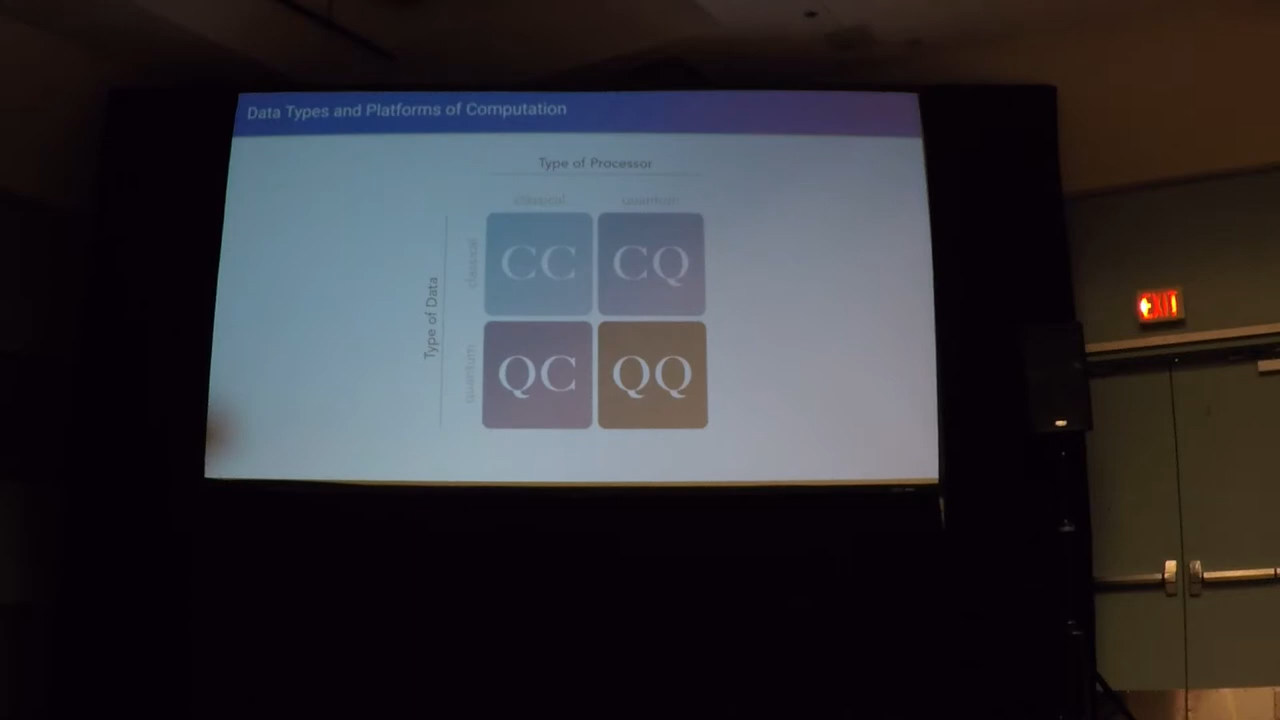 Data Types and Platforms of Computation
Type of Processor
classical quantum
Type of Data
classical
CC CQ
quantum
QC QQ
EXIT